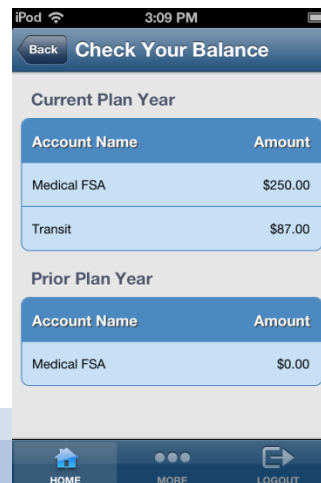 iPod 3:09 PM
Back Check Your Balance
Current Plan Year
Account Name Amount
Medical FSA $250.00
Transit $87.00
Prior Plan Year
Account Name Amount
Medical FSA $0.00
HOME MORE LOGOUT